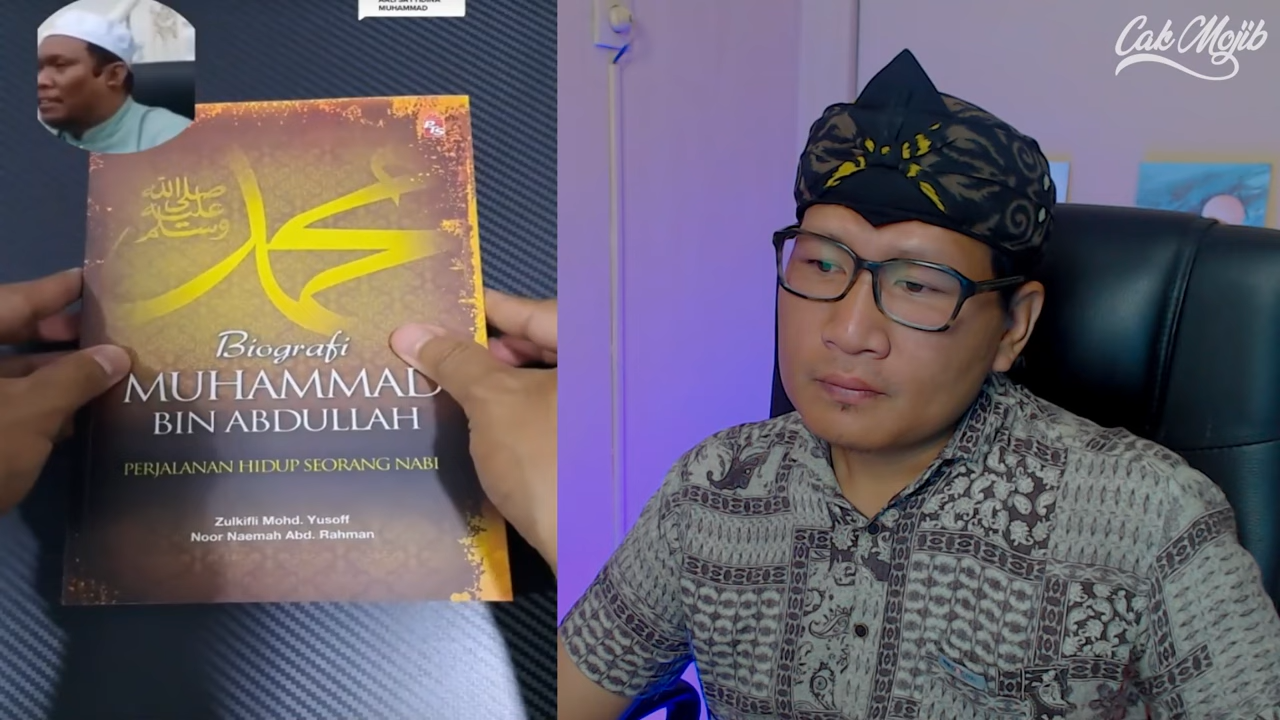 MUHAMMAD
صلى الله
عليه
وسلم
محمد
PTS
Biografi
MUHAMMAD
BIN ABDULLAH
PERJALANAN HIDUP SEORANG NABI
Zulkifli Mohd. Yusoff
Noor Naemah Abd. Rahman
Cak Mojib